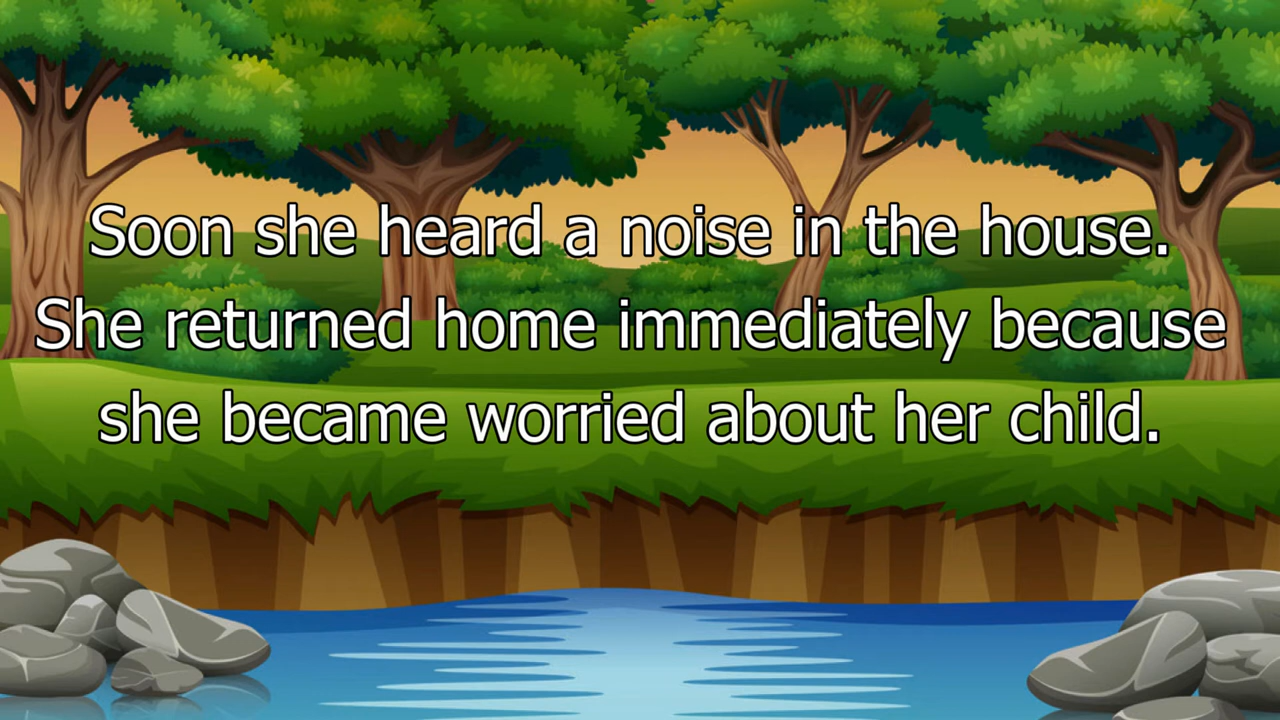 Soon she heard a noise in the house.
She returned home immediately because
she became worried about her child.